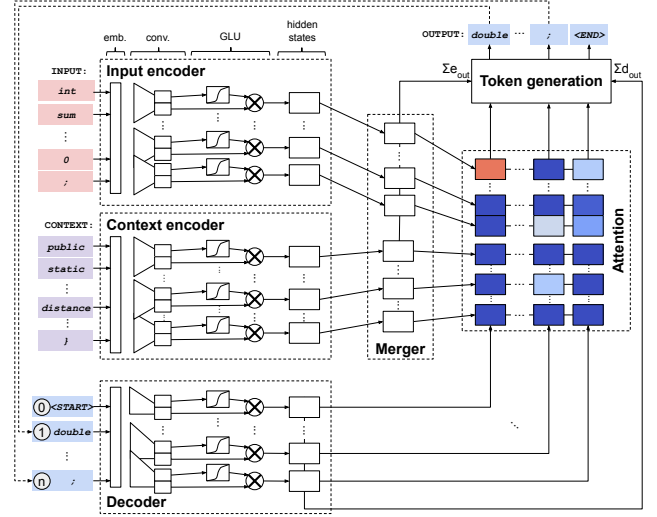 OUTPUT: double ... ; <END>
emb. conv. GLU hidden states
Input encoder
INPUT:
int
sum
⋮
0
;
Σe_out
Token generation
Σd_out
CONTEXT:
Context encoder
public
static
⋮
distance
⋮
}
Merger
Attention
0 <START>
1 double
⋮
n ;
Decoder